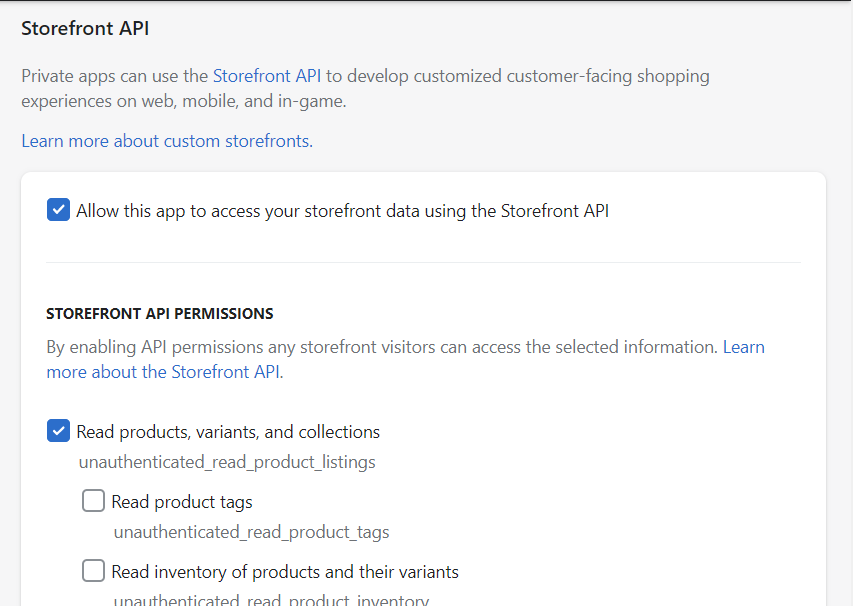 Storefront API
Private apps can use the Storefront API to develop customized customer-facing shopping
experiences on web, mobile, and in-game.
Learn more about custom storefronts.
Allow this app to access your storefront data using the Storefront API
STOREFRONT API PERMISSIONS
By enabling API permissions any storefront visitors can access the selected information. Learn
more about the Storefront API.
Read products, variants, and collections
unauthenticated_read_product_listings
Read product tags
unauthenticated_read_product_tags
Read inventory of products and their variants
unauthenticated_read_product_inventory